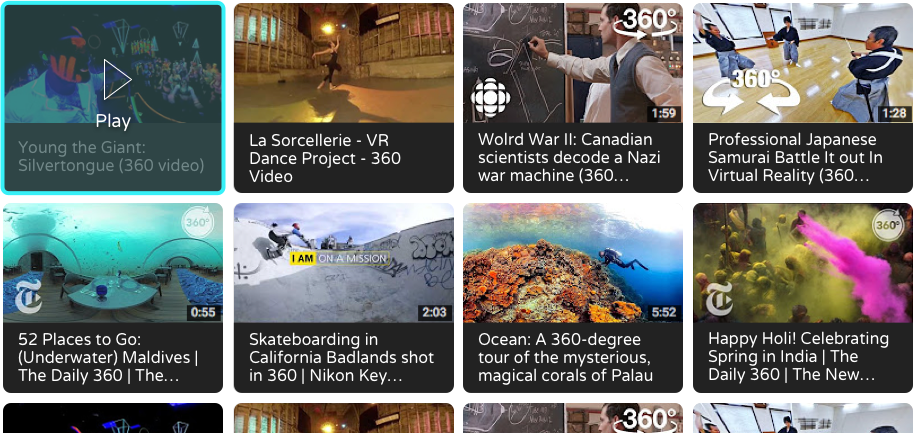 Play
Young the Giant:
Silvertongue (360 video)
La Sorcellerie - VR
Dance Project - 360
Video
360°
1:59
Wolrd War II: Canadian
scientists decode a Nazi
war machine (360...
360°
1:28
Professional Japanese
Samurai Battle It out In
Virtual Reality (360...
360°
T
0:55
52 Places to Go:
(Underwater) Maldives |
The Daily 360 | The...
I AM ON A MISSION
2:03
Skateboarding in
California Badlands shot
in 360 | Nikon Key...
5:52
Ocean: A 360-degree
tour of the mysterious,
magical corals of Palau
360°
T
Happy Holi! Celebrating
Spring in India | The
Daily 360 | The New...
360°